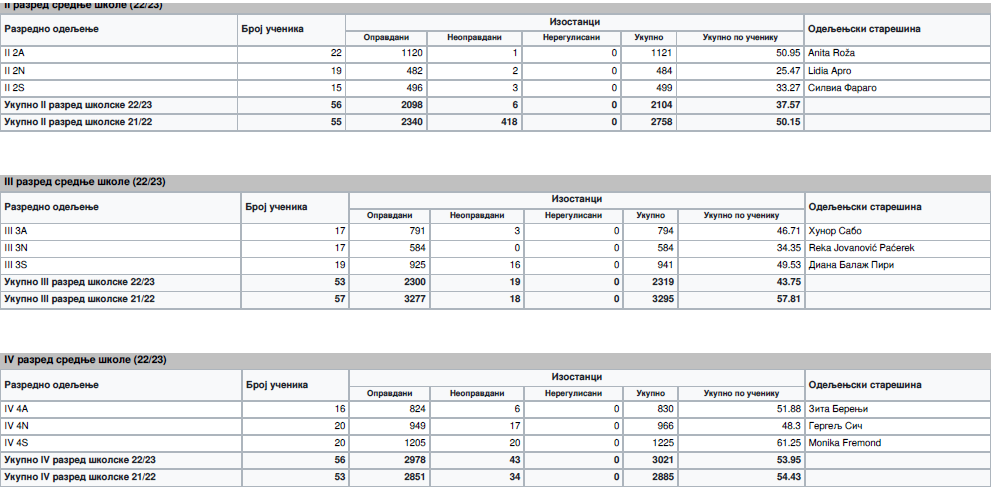 II разред средње школе (22/23)
Разредно одељење Број ученика Изостанци Одељењски старешина
Оправдани Неоправдани Нерегулисани Укупно Укупно по ученику
II 2A 22 1120 1 0 1121 50.95 Anita Roža
II 2N 19 482 2 0 484 25.47 Lidia Apro
II 2S 15 496 3 0 499 33.27 Силвиа Фараго
Укупно II разред школске 22/23 56 2098 6 0 2104 37.57
Укупно II разред школске 21/22 55 2340 418 0 2758 50.15
III разред средње школе (22/23)
Разредно одељење Број ученика Изостанци Одељењски старешина
Оправдани Неоправдани Нерегулисани Укупно Укупно по ученику
III 3A 17 791 3 0 794 46.71 Хунор Сабо
III 3N 17 584 0 0 584 34.35 Reka Jovanović Paćerek
III 3S 19 925 16 0 941 49.53 Диана Балаж Пири
Укупно III разред школске 22/23 53 2300 19 0 2319 43.75
Укупно III разред школске 21/22 57 3277 18 0 3295 57.81
IV разред средње школе (22/23)
Разредно одељење Број ученика Изостанци Одељењски старешина
Оправдани Неоправдани Нерегулисани Укупно Укупно по ученику
IV 4A 16 824 6 0 830 51.88 Зита Берењи
IV 4N 20 949 17 0 966 48.3 Гергељ Сич
IV 4S 20 1205 20 0 1225 61.25 Monika Fremond
Укупно IV разред школске 22/23 56 2978 43 0 3021 53.95
Укупно IV разред школске 21/22 53 2851 34 0 2885 54.43